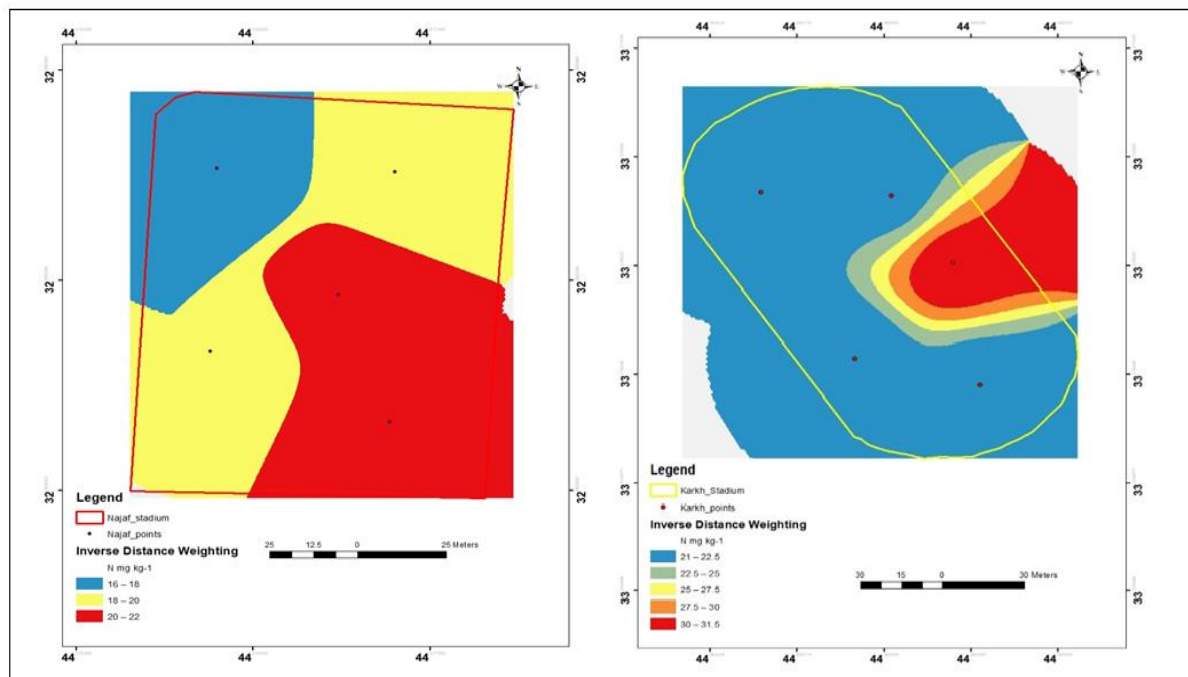 44 44 44
32
32
32
44 44 44
N
W E
S
Legend
Najaf_stadium
Najaf_points
Inverse Distance Weighting
N mg kg-1
16 – 18
18 – 20
20 – 22
25 12.5 0 25 Meters
44 44 44 44 44
33 33
33 33
33 33
33 33
33 33
33 33
44 44 44 44 44
N
W E
S
Legend
Karkh_Stadium
Karkh_points
Inverse Distance Weighting
N mg kg-1
21 – 22.5
22.5 – 25
25 – 27.5
27.5 – 30
30 – 31.5
30 15 0 30 Meters